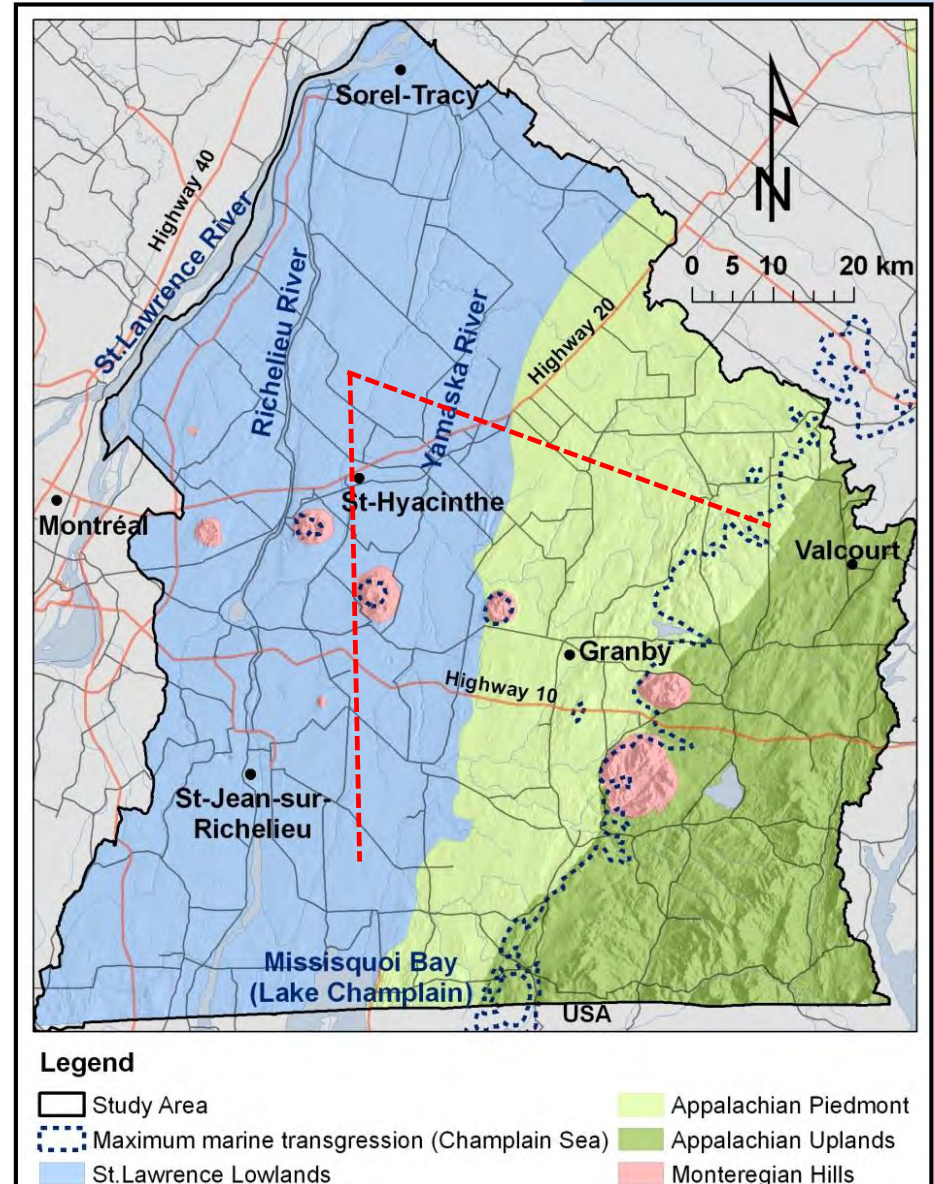 Sorel-Tracy
Highway 40
St.Lawrence River
N
0 5 10 20 km
Richelieu River
Yamaska River
Highway 20
St-Hyacinthe
Montréal
Valcourt
Granby
Highway 10
St-Jean-sur-
Richelieu
Missisquoi Bay
(Lake Champlain)
USA
Legend
Study Area
Maximum marine transgression (Champlain Sea)
St.Lawrence Lowlands
Appalachian Piedmont
Appalachian Uplands
Monteregian Hills